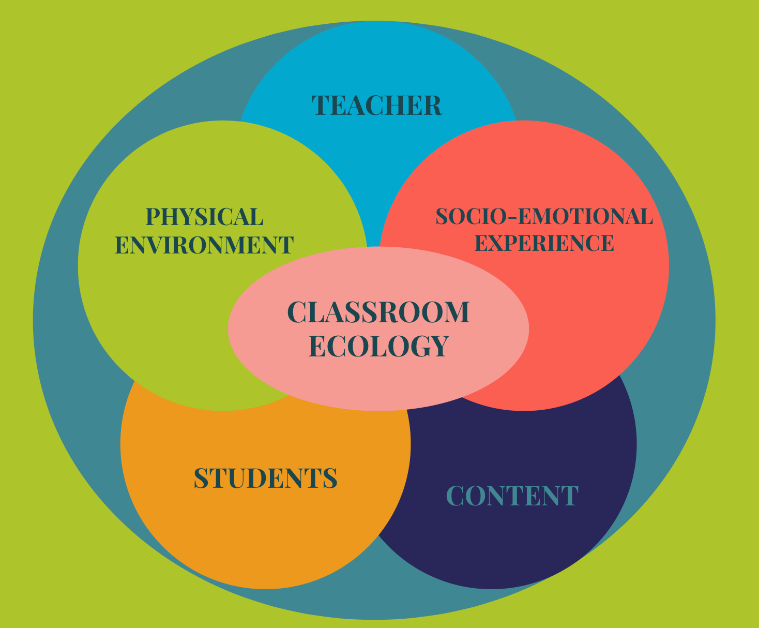 TEACHER
PHYSICAL
ENVIRONMENT
SOCIO-EMOTIONAL
EXPERIENCE
CLASSROOM
ECOLOGY
STUDENTS
CONTENT